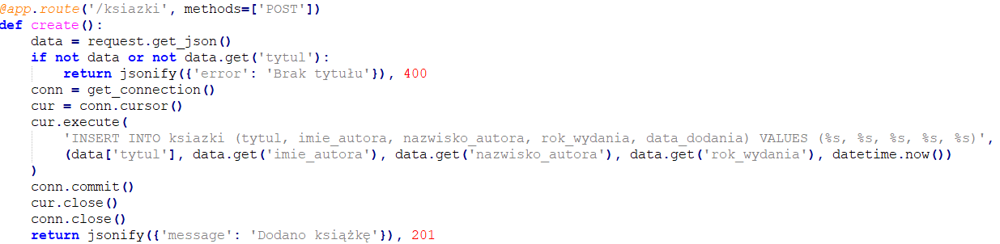 @app.route('/ksiazki', methods=['POST'])
def create():
    data = request.get_json()
    if not data or not data.get('tytul'):
        return jsonify({'error': 'Brak tytułu'}), 400
    conn = get_connection()
    cur = conn.cursor()
    cur.execute(
        'INSERT INTO ksiazki (tytul, imie_autora, nazwisko_autora, rok_wydania, data_dodania) VALUES (%s, %s, %s, %s, %s)',
        (data['tytul'], data.get('imie_autora'), data.get('nazwisko_autora'), data.get('rok_wydania'), datetime.now())
    )
    conn.commit()
    cur.close()
    conn.close()
    return jsonify({'message': 'Dodano książkę'}), 201